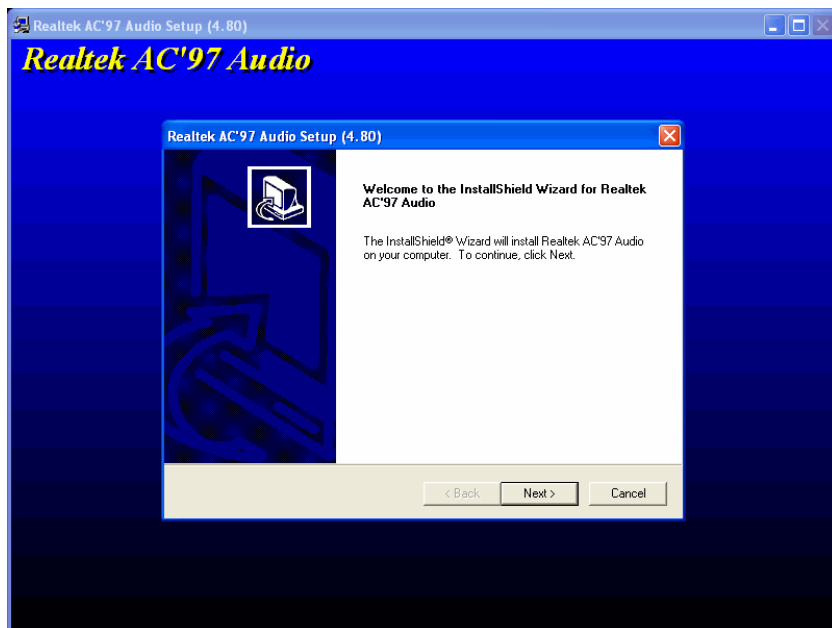 Realtek AC'97 Audio Setup (4.80)
Realtek AC'97 Audio
Realtek AC'97 Audio Setup (4.80)
Welcome to the InstallShield Wizard for Realtek
AC'97 Audio
The InstallShield® Wizard will install Realtek AC'97 Audio
on your computer. To continue, click Next.
< Back
Next >
Cancel